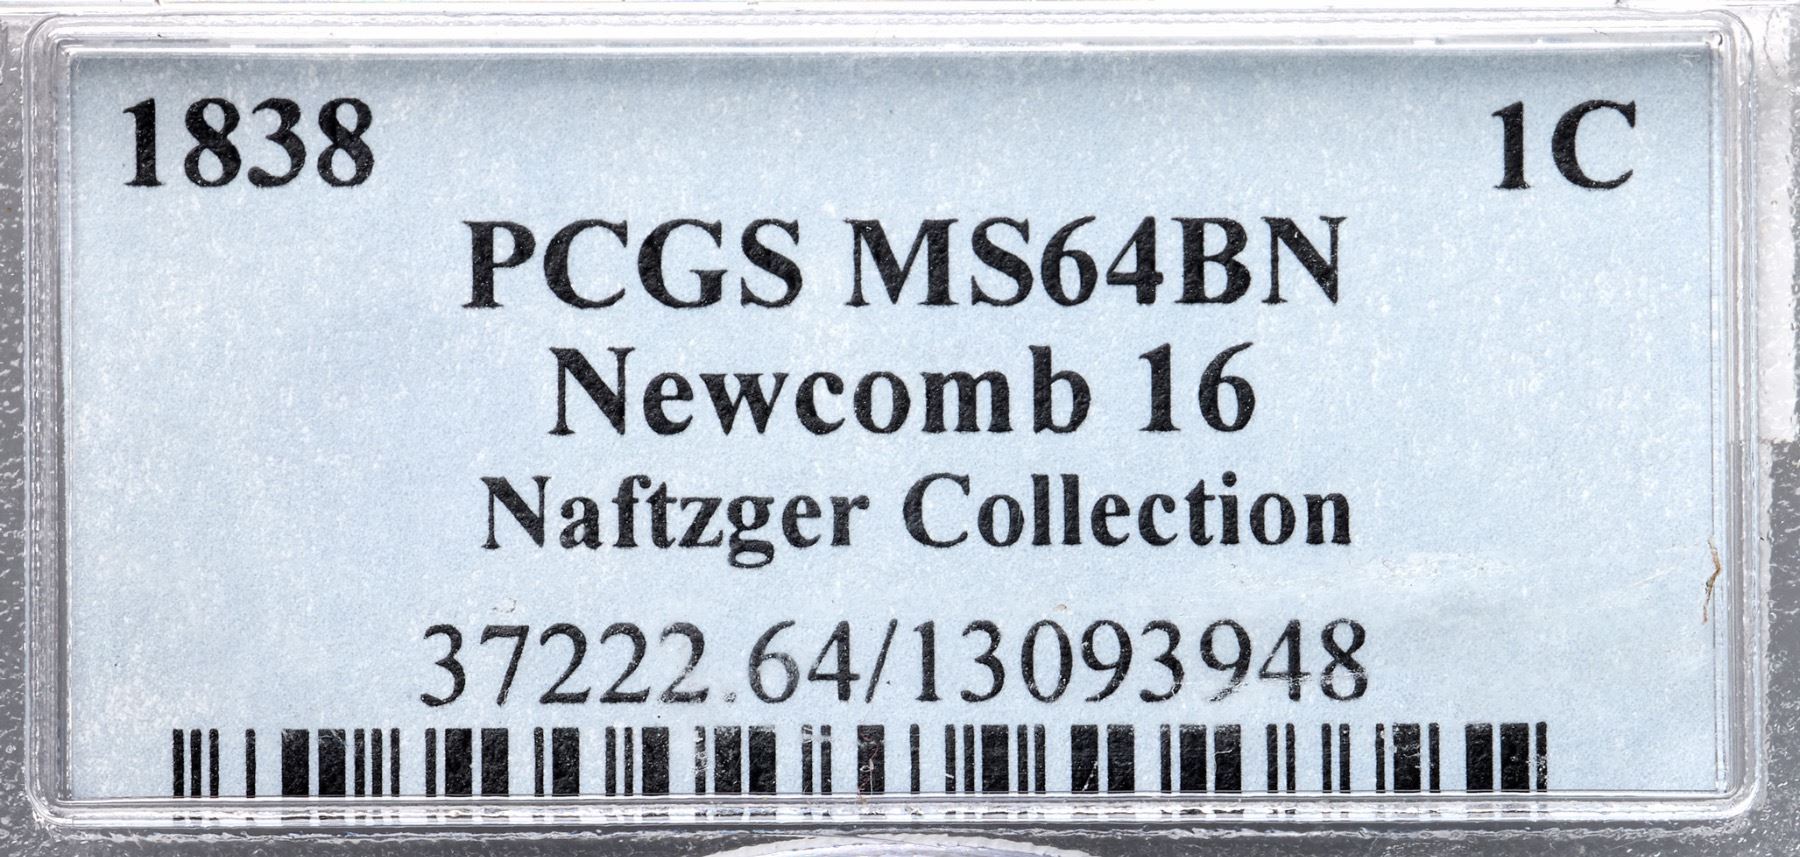 1838 1C
PCGS MS64BN
Newcomb 16
Naftzger Collection
37222.64/13093948